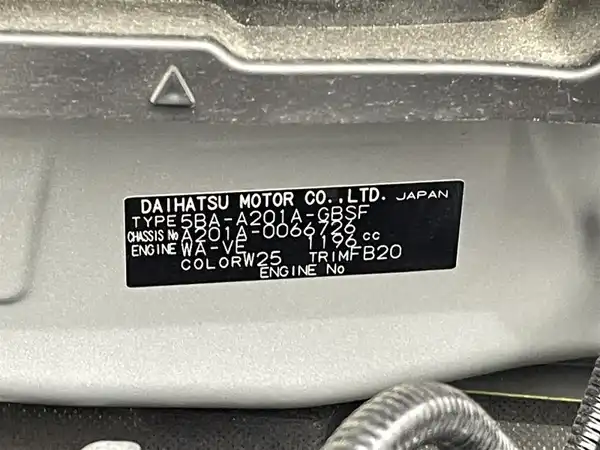 DAIHATSU MOTOR CO.,LTD. JAPAN
TYPE 5BA-A201A-GBSF
CHASSIS No A201A-0066726
ENGINE WA-VE 1196 cc
COLOR W25 TRIM FB20
ENGINE No